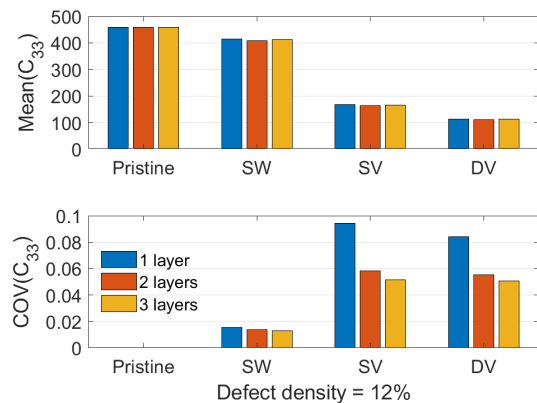 500
400
300
200
100
0
Mean(C₃₃)
Pristine SW SV DV
0.1
0.08
0.06
0.04
0.02
0
COV(C₃₃)
1 layer
2 layers
3 layers
Pristine SW SV DV
Defect density = 12%